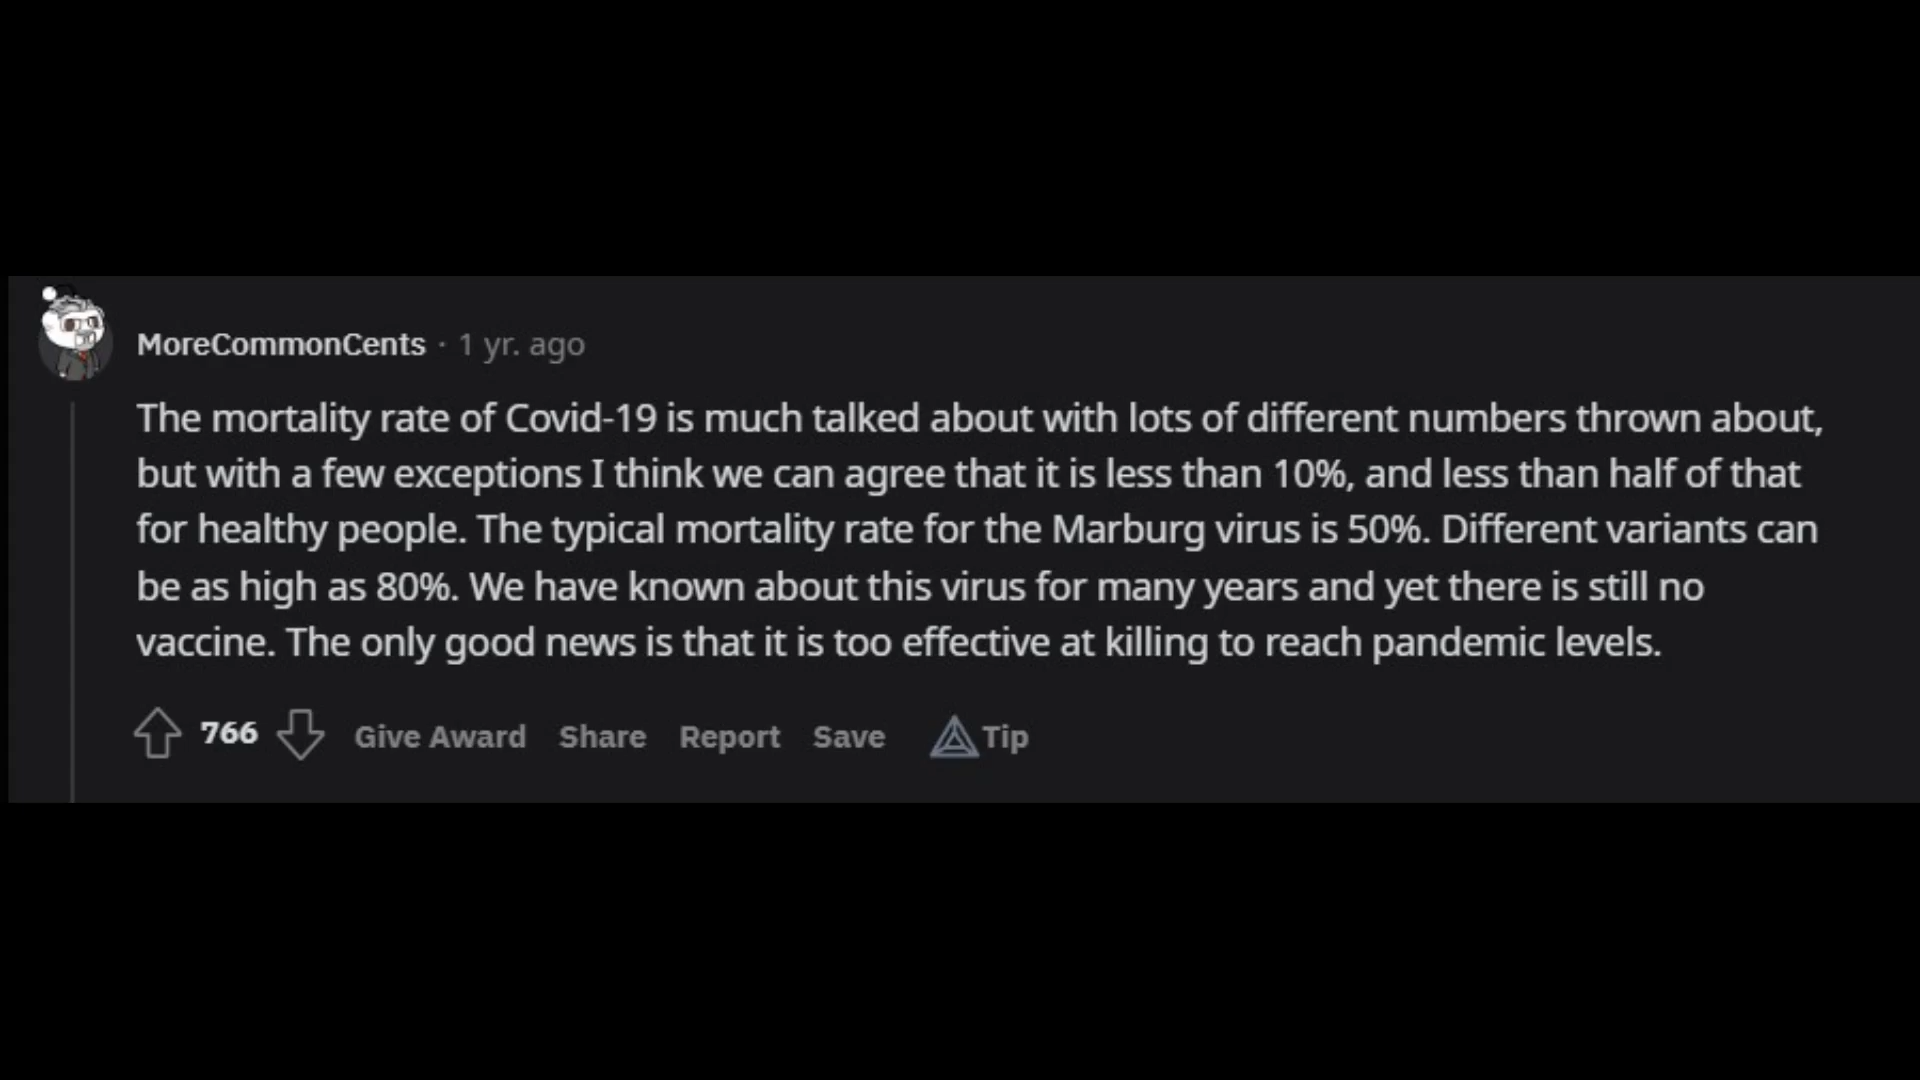 MoreCommonCents · 1 yr. ago
The mortality rate of Covid-19 is much talked about with lots of different numbers thrown about,
but with a few exceptions I think we can agree that it is less than 10%, and less than half of that
for healthy people. The typical mortality rate for the Marburg virus is 50%. Different variants can
be as high as 80%. We have known about this virus for many years and yet there is still no
vaccine. The only good news is that it is too effective at killing to reach pandemic levels.
766 Give Award Share Report Save Tip